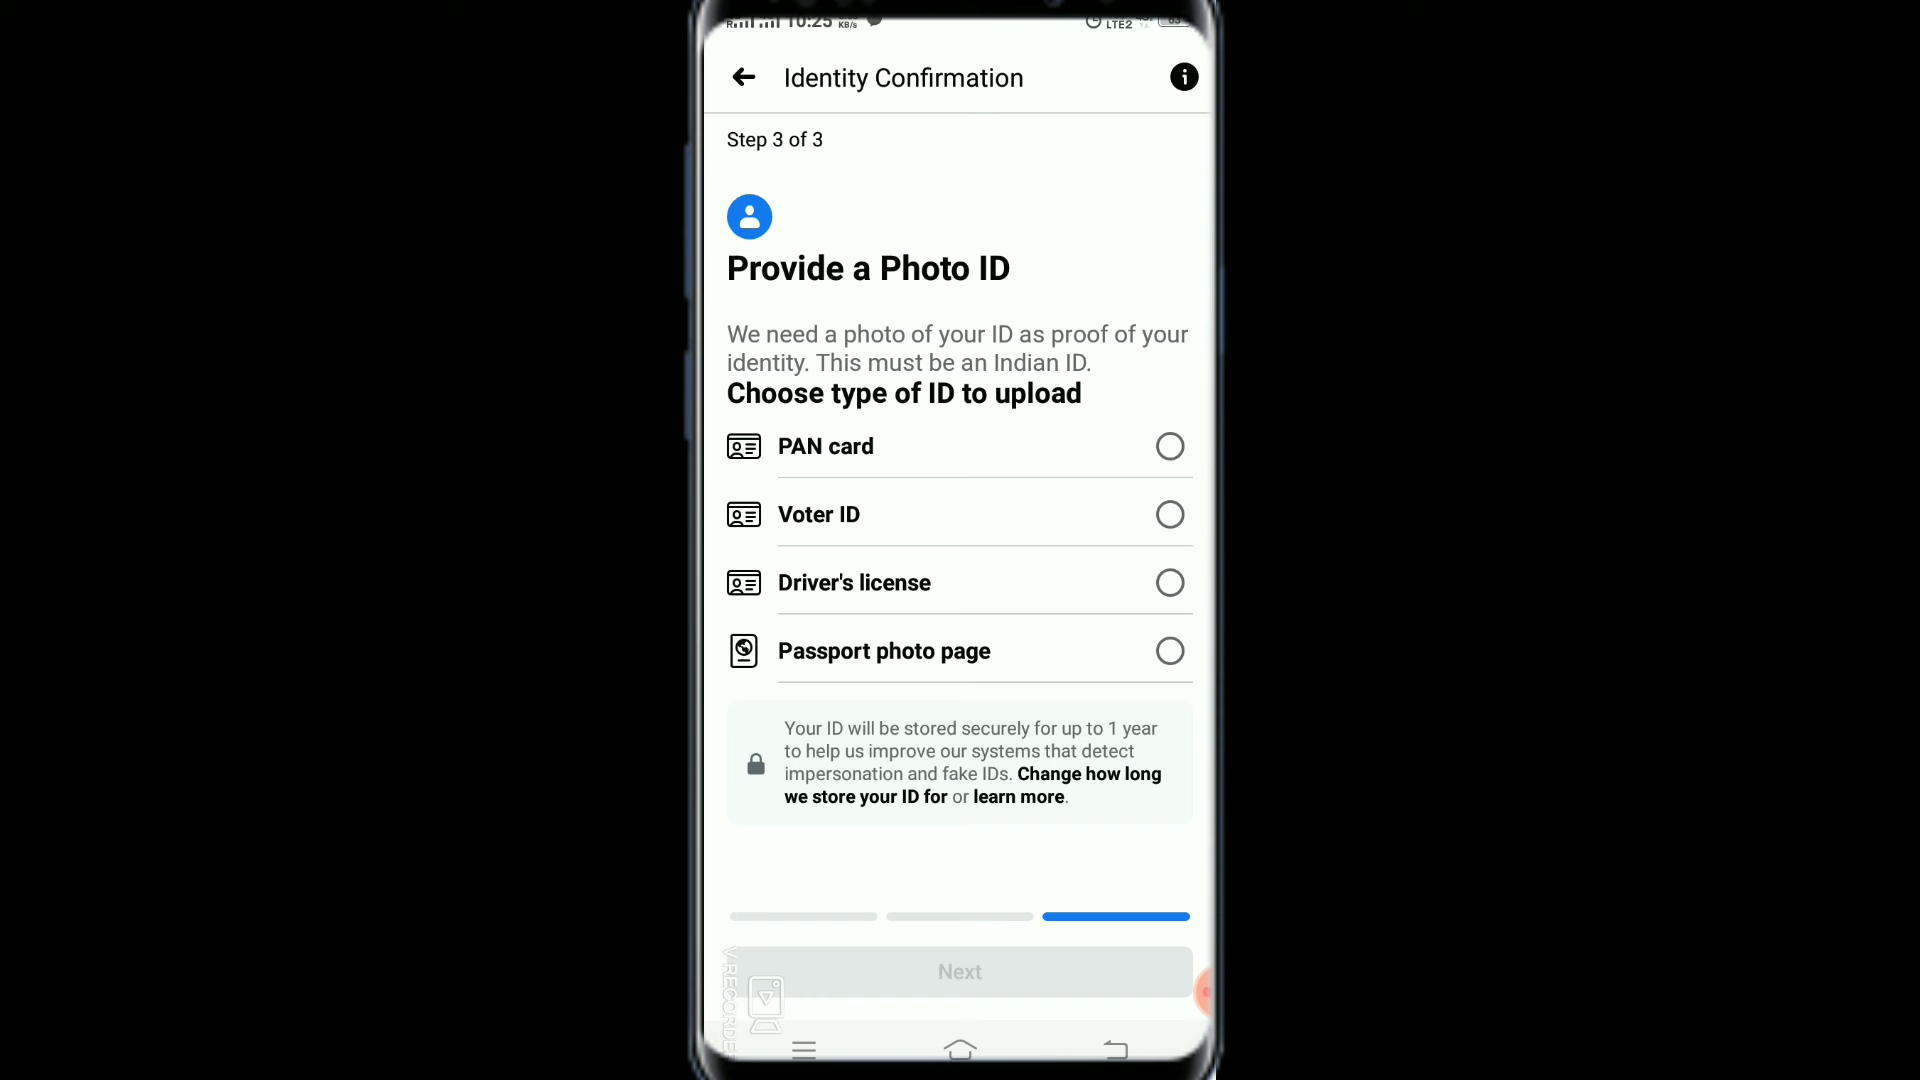 10:25 KB/s LTE2
Identity Confirmation
Step 3 of 3
Provide a Photo ID
We need a photo of your ID as proof of your
identity. This must be an Indian ID.
Choose type of ID to upload
PAN card
Voter ID
Driver's license
Passport photo page
Your ID will be stored securely for up to 1 year
to help us improve our systems that detect
impersonation and fake IDs. Change how long
we store your ID for or learn more.
Next